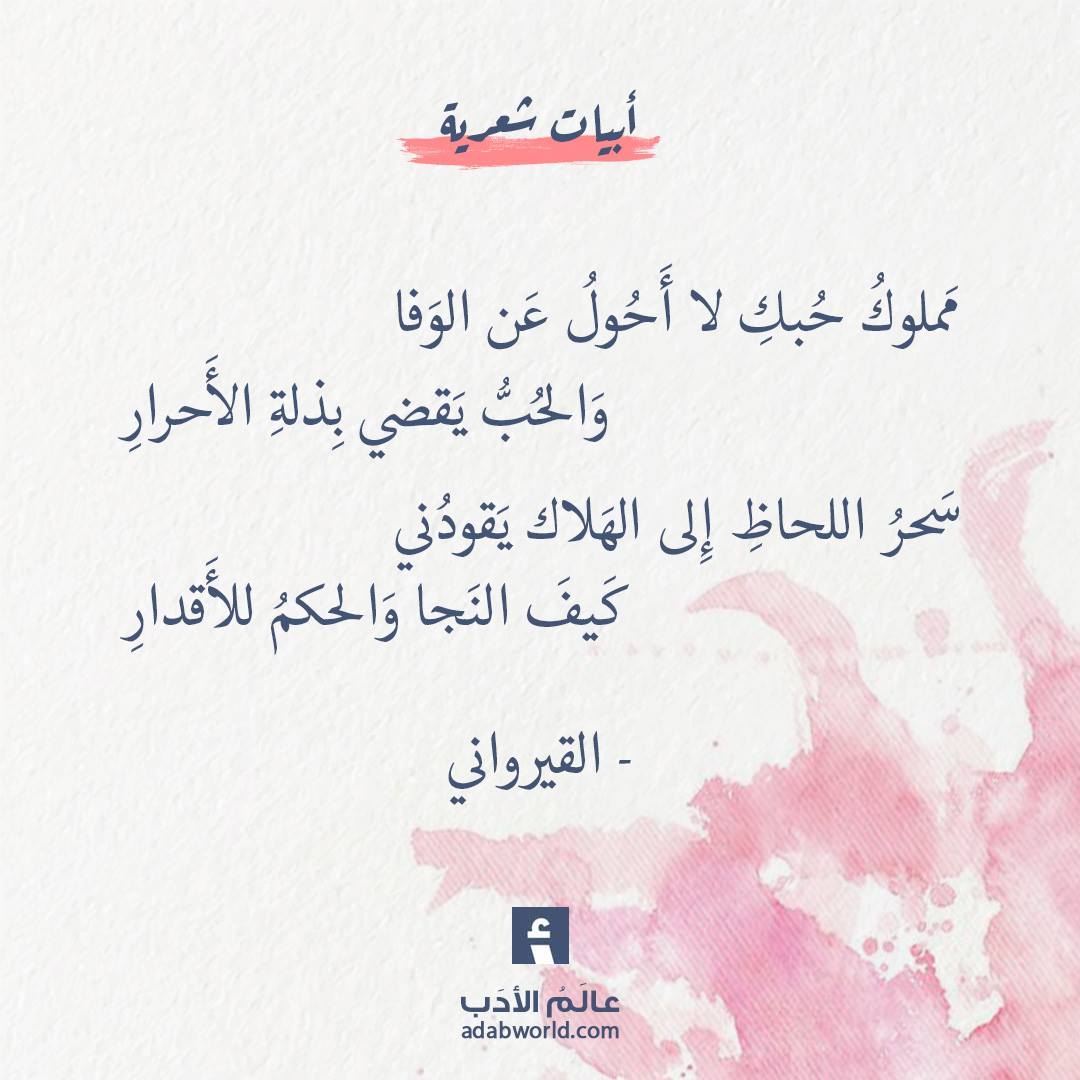 أبيات شعرية
مَملوكُ حُبكِ لا أَحُولُ عَن الوَفا
وَالحُبُّ يَقضي بِذلةِ الأَحرارِ
سَحرُ اللحاظِ إِلى الهَلاك يَقودُني
كَيفَ النَجا وَالحكمُ للأَقدارِ
- القيرواني
أ
عالَمُ الأدَب
adabworld.com